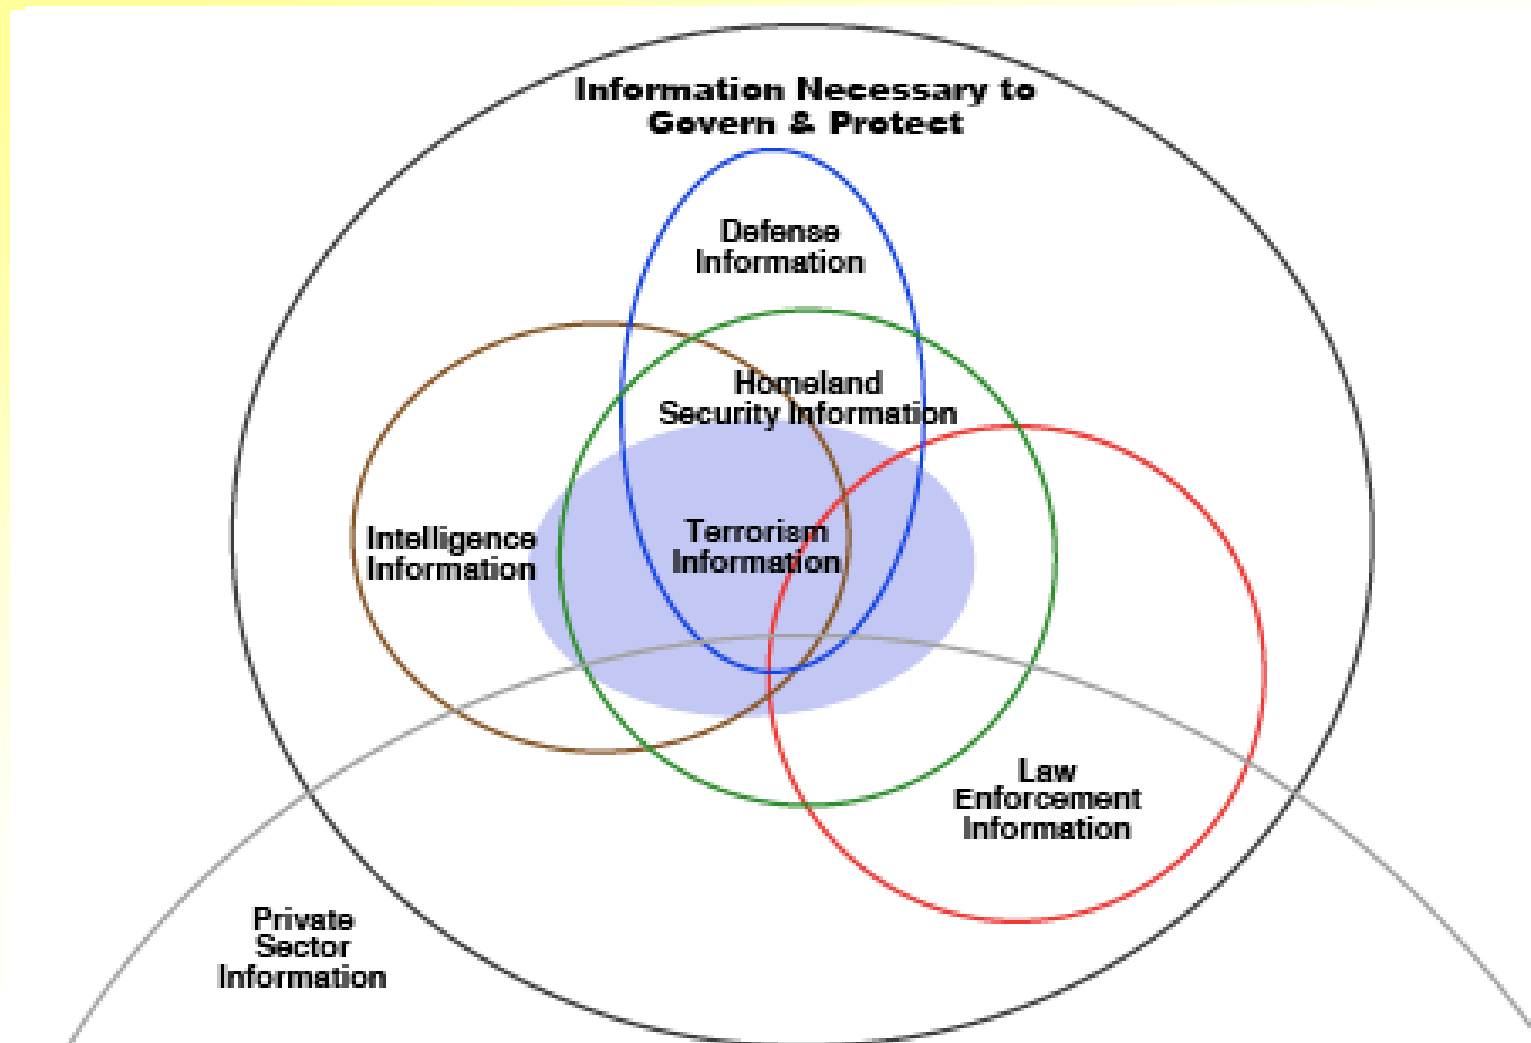 Information Necessary to
Govern & Protect
Defense
Information
Homeland
Security Information
Intelligence
Information
Terrorism
Information
Law
Enforcement
Information
Private
Sector
Information